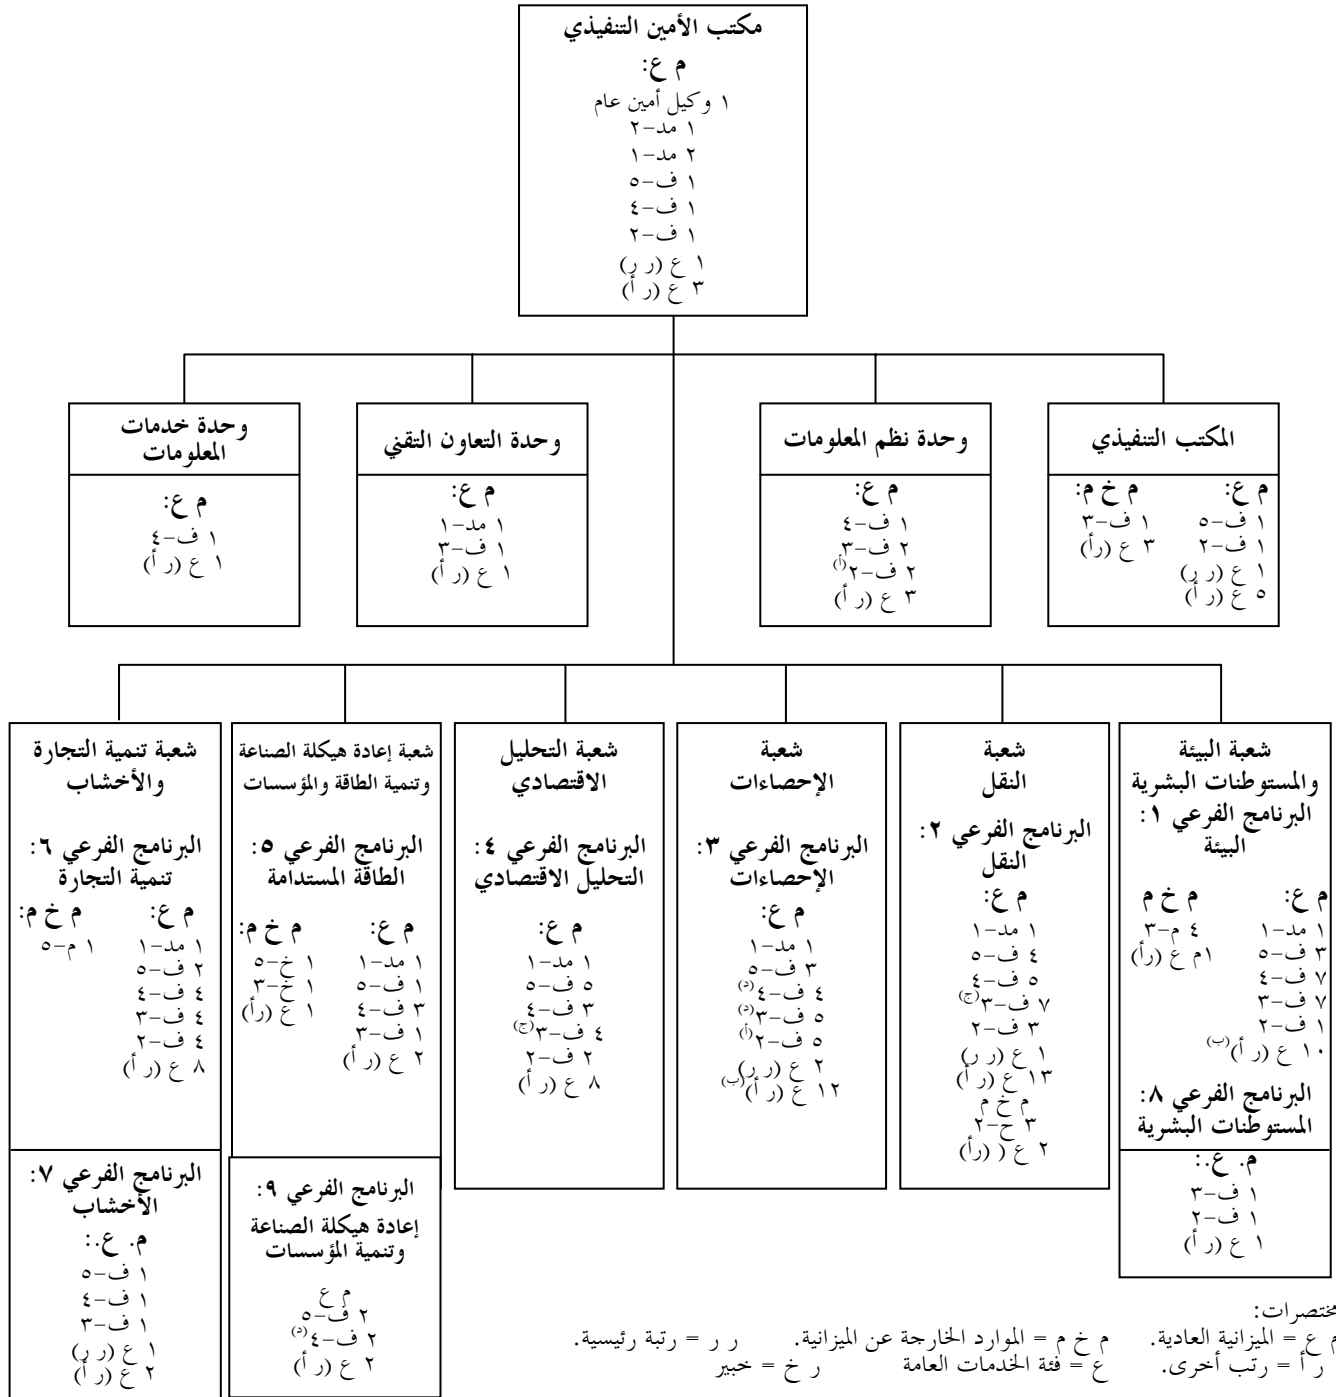 مكتب الأمين التنفيذي
م ع:
١ وكيل أمين عام
١ مد-٢
٢ مد-١
١ ف-٥
١ ف-٤
١ ف-٢
١ ع (ر ر)
٣ ع (ر أ)
المكتب التنفيذي
م ع:
١ ف-٥
١ ف-٢
١ ع (ر ر)
٥ ع (ر أ)
م خ م:
١ ف-٣
٣ ع (رأ)
وحدة نظم المعلومات
م ع:
١ ف-٤
٢ ف-٣
٢ ف-٢(أ)
٣ ع (ر أ)
وحدة التعاون التقني
م ع:
١ مد-١
١ ف-٣
١ ع (ر أ)
وحدة خدمات
المعلومات
م ع:
١ ف-٤
١ ع (ر أ)
شعبة البيئة
والمستوطنات البشرية
البرنامج الفرعي ١:
البيئة
م ع:
١ مد-١
٣ ف-٥
٧ ف-٤
٧ ف-٣
١ ف-٢
١٠ ع (ر أ)(ب)
م خ م
٤ م-٣
١م ع (رأ)
البرنامج الفرعي ٨:
المستوطنات البشرية
م. ع.:
١ ف-٣
١ ف-٢
١ ع (ر أ)
شعبة
النقل
البرنامج الفرعي ٢:
النقل
م ع:
١ مد-١
٤ ف-٥
٥ ف-٤
٧ ف-٣(ج)
٣ ف-٢
١ ع (ر ر)
١٣ ع (ر أ)
م خ م
٣ ح-٢
٢ ع ( (رأ)
شعبة
الإحصاءات
البرنامج الفرعي ٣:
الإحصاءات
م ع:
١ مد-١
٣ ف-٥
٤ ف-٤(د)
٥ ف-٣(د)
٥ ف-٢(أ)
٢ ع (ر ر)
١٢ ع (ر أ)(ب)
شعبة التحليل
الاقتصادي
البرنامج الفرعي ٤:
التحليل الاقتصادي
م ع:
١ مد-١
٥ ف-٥
٣ ف-٤
٤ ف-٣(ج)
٢ ف-٢
٨ ع (ر أ)
شعبة إعادة هيكلة الصناعة
وتنمية الطاقة والمؤسسات
البرنامج الفرعي ٥:
الطاقة المستدامة
م ع:
١ مد-١
١ ف-٥
٣ ف-٤
١ ف-٣
٢ ع (ر أ)
م خ م:
١ خ-٥
١ خ-٣
١ ع (رأ)
البرنامج الفرعي ٩:
إعادة هيكلة الصناعة
وتنمية المؤسسات
م ع
٢ ف-٥
٢ ف-٤(د)
٢ ع (ر أ)
شعبة تنمية التجارة
والأخشاب
البرنامج الفرعي ٦:
تنمية التجارة
م ع:
١ مد-١
٢ ف-٥
٤ ف-٤
٤ ف-٣
٤ ف-٢
٨ ع (ر أ)
م خ م:
١ م-٥
البرنامج الفرعي ٧:
الأخشاب
م. ع.:
١ ف-٥
١ ف-٤
١ ف-٣
١ ع (ر ر)
٢ ع (ر أ)
مختصرات:
م ع = الميزانية العادية. م خ م = الموارد الخارجة عن الميزانية. ر ر = رتبة رئيسية.
ر أ = رتب أخرى. ع = فئة الخدمات العامة ر خ = خبير